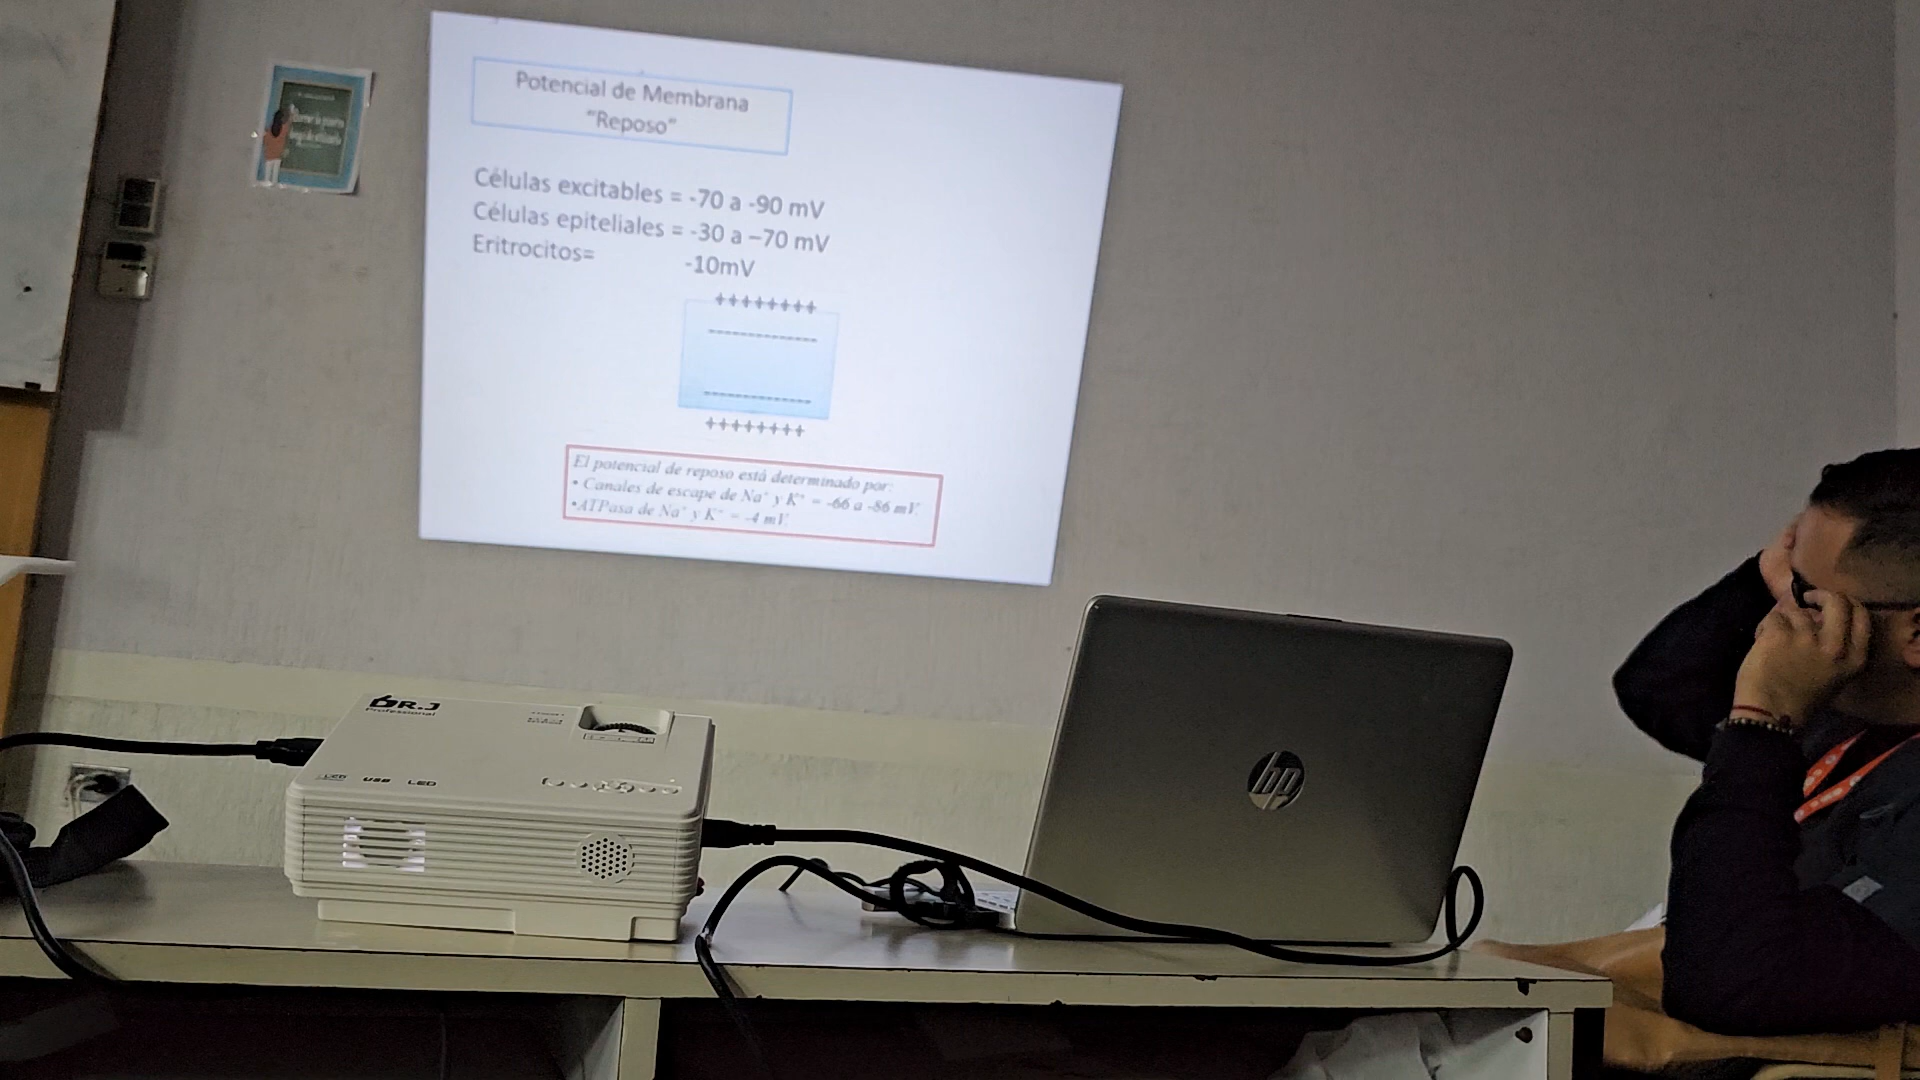 Potencial de Membrana
"Reposo"
Células excitables = -70 a -90 mV
Células epiteliales = -30 a –70 mV
Eritrocitos= -10mV
++++++++
--------------
--------------
++++++++
El potencial de reposo está determinado por:
• Canales de escape de Na⁺ y K⁺ = -66 a -86 mV.
•ATPasa de Na⁺ y K⁺ = -4 mV.
DR.J
Professional
LCD USB LED
hp